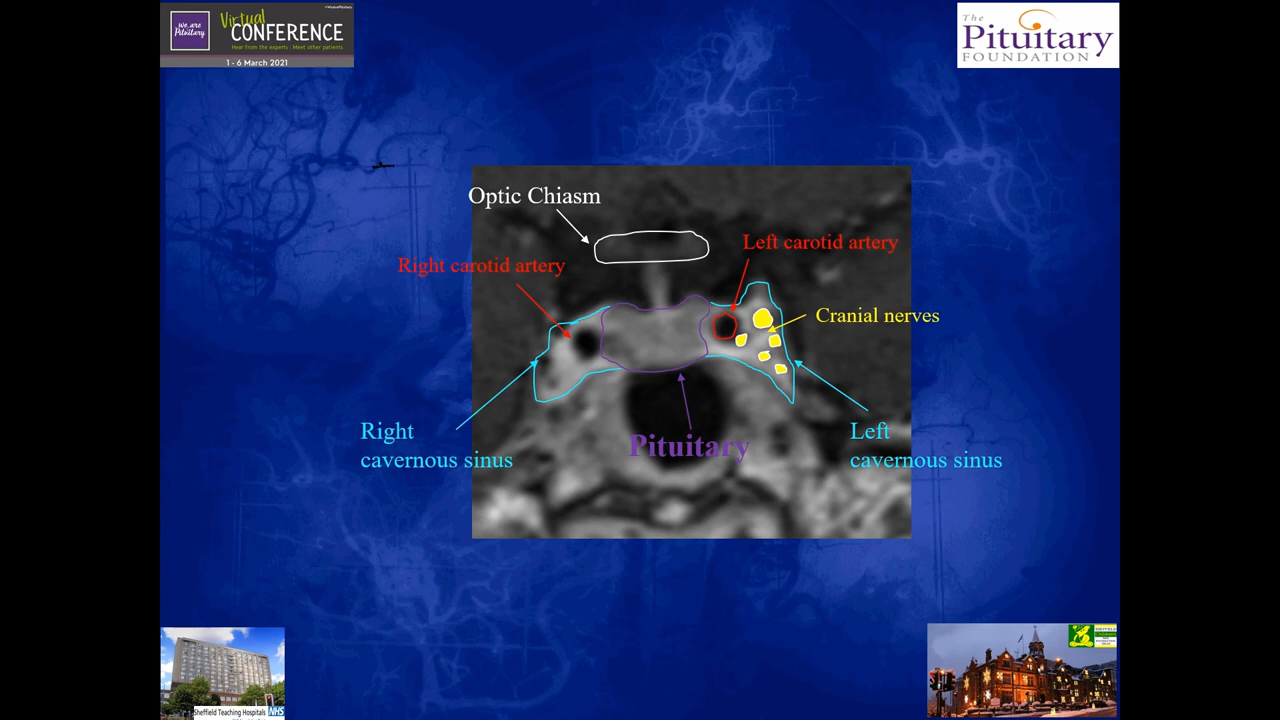 #WeArePituitary
we are
Pituitary
Virtual
CONFERENCE
Hear from the experts | Meet other patients
1 - 6 March 2021
The
Pituitary
FOUNDATION
Optic Chiasm
Left carotid artery
Right carotid artery
Cranial nerves
Right
cavernous sinus
Pituitary
Left
cavernous sinus
Sheffield Teaching Hospitals NHS